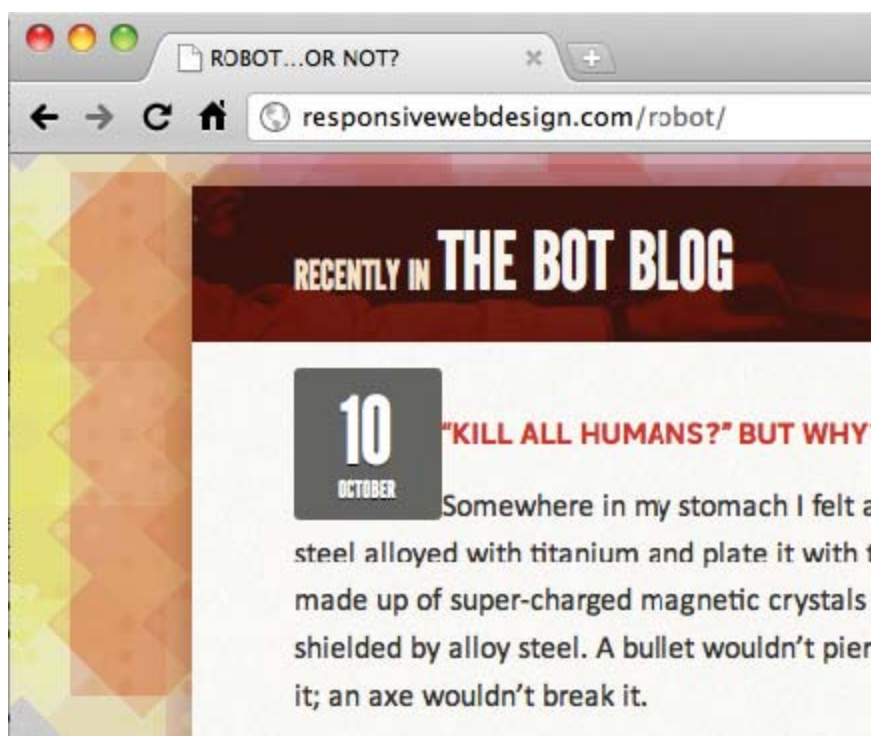 ROBOT...OR NOT?
responsivewebdesign.com/robot/
RECENTLY IN THE BOT BLOG
10
OCTOBER
“KILL ALL HUMANS?” BUT WHY
Somewhere in my stomach I felt a
steel alloyed with titanium and plate it with t
made up of super-charged magnetic crystals
shielded by alloy steel. A bullet wouldn’t pier
it; an axe wouldn’t break it.